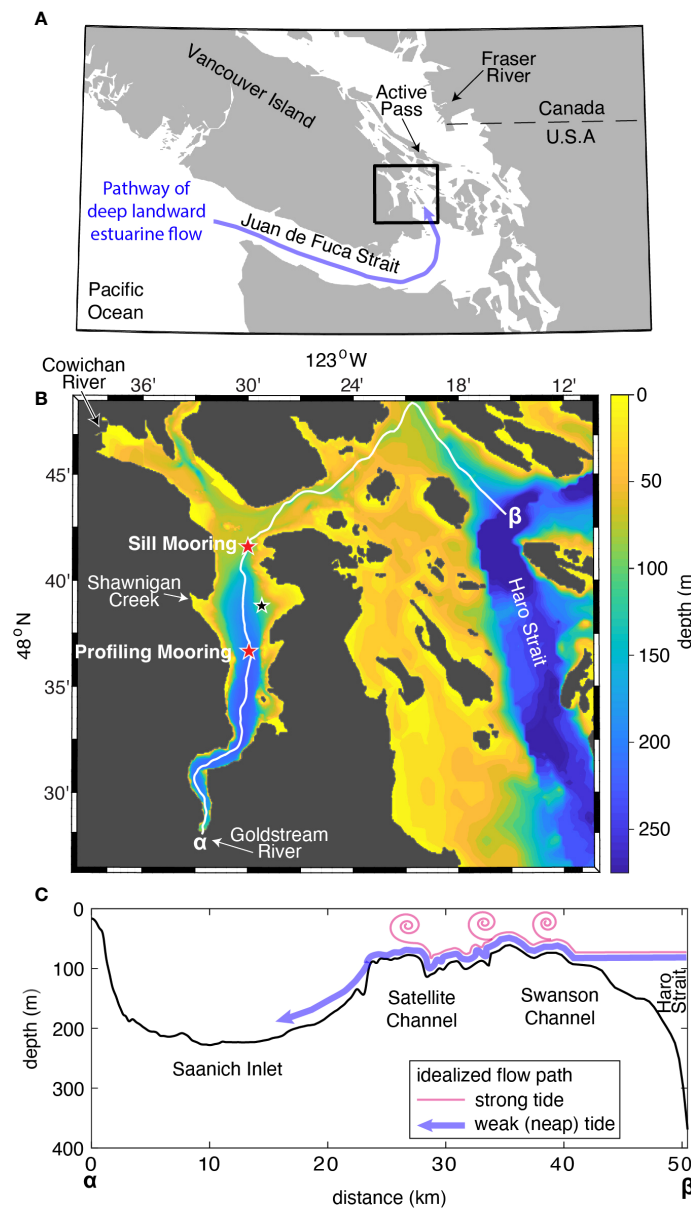 A
Vancouver Island
Fraser
River
Active
Pass
Canada
U.S.A
Pathway of
deep landward
estuarine flow
Juan de Fuca Strait
Pacific
Ocean
123°W
Cowichan
River
B
36'
30'
24'
18'
12'
0
50
100
150
200
250
depth (m
45'
40'
35'
30'
48°N
β
Sill Mooring
Shawnigan
Creek
Haro Strait
Profiling Mooring
α
Goldstream
River
C
0
100
200
300
400
depth (m)
Haro
Strait
Satellite
Channel
Swanson
Channel
Saanich Inlet
idealized flow path
strong tide
weak (neap) tide
0
10
20
30
40
50
α
β
distance (km)